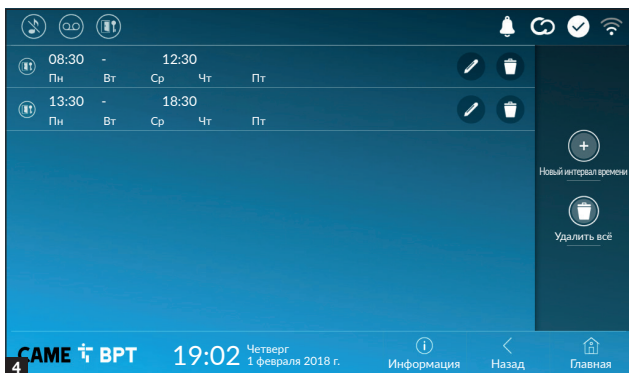 08:30 - 12:30
Пн Вт Ср Чт Пт
13:30 - 18:30
Пн Вт Ср Чт Пт
Новый интервал времени
Удалить всё
CAME BPT
19:02
Четверг
1 февраля 2018 г.
Информация
Назад
Главная
4